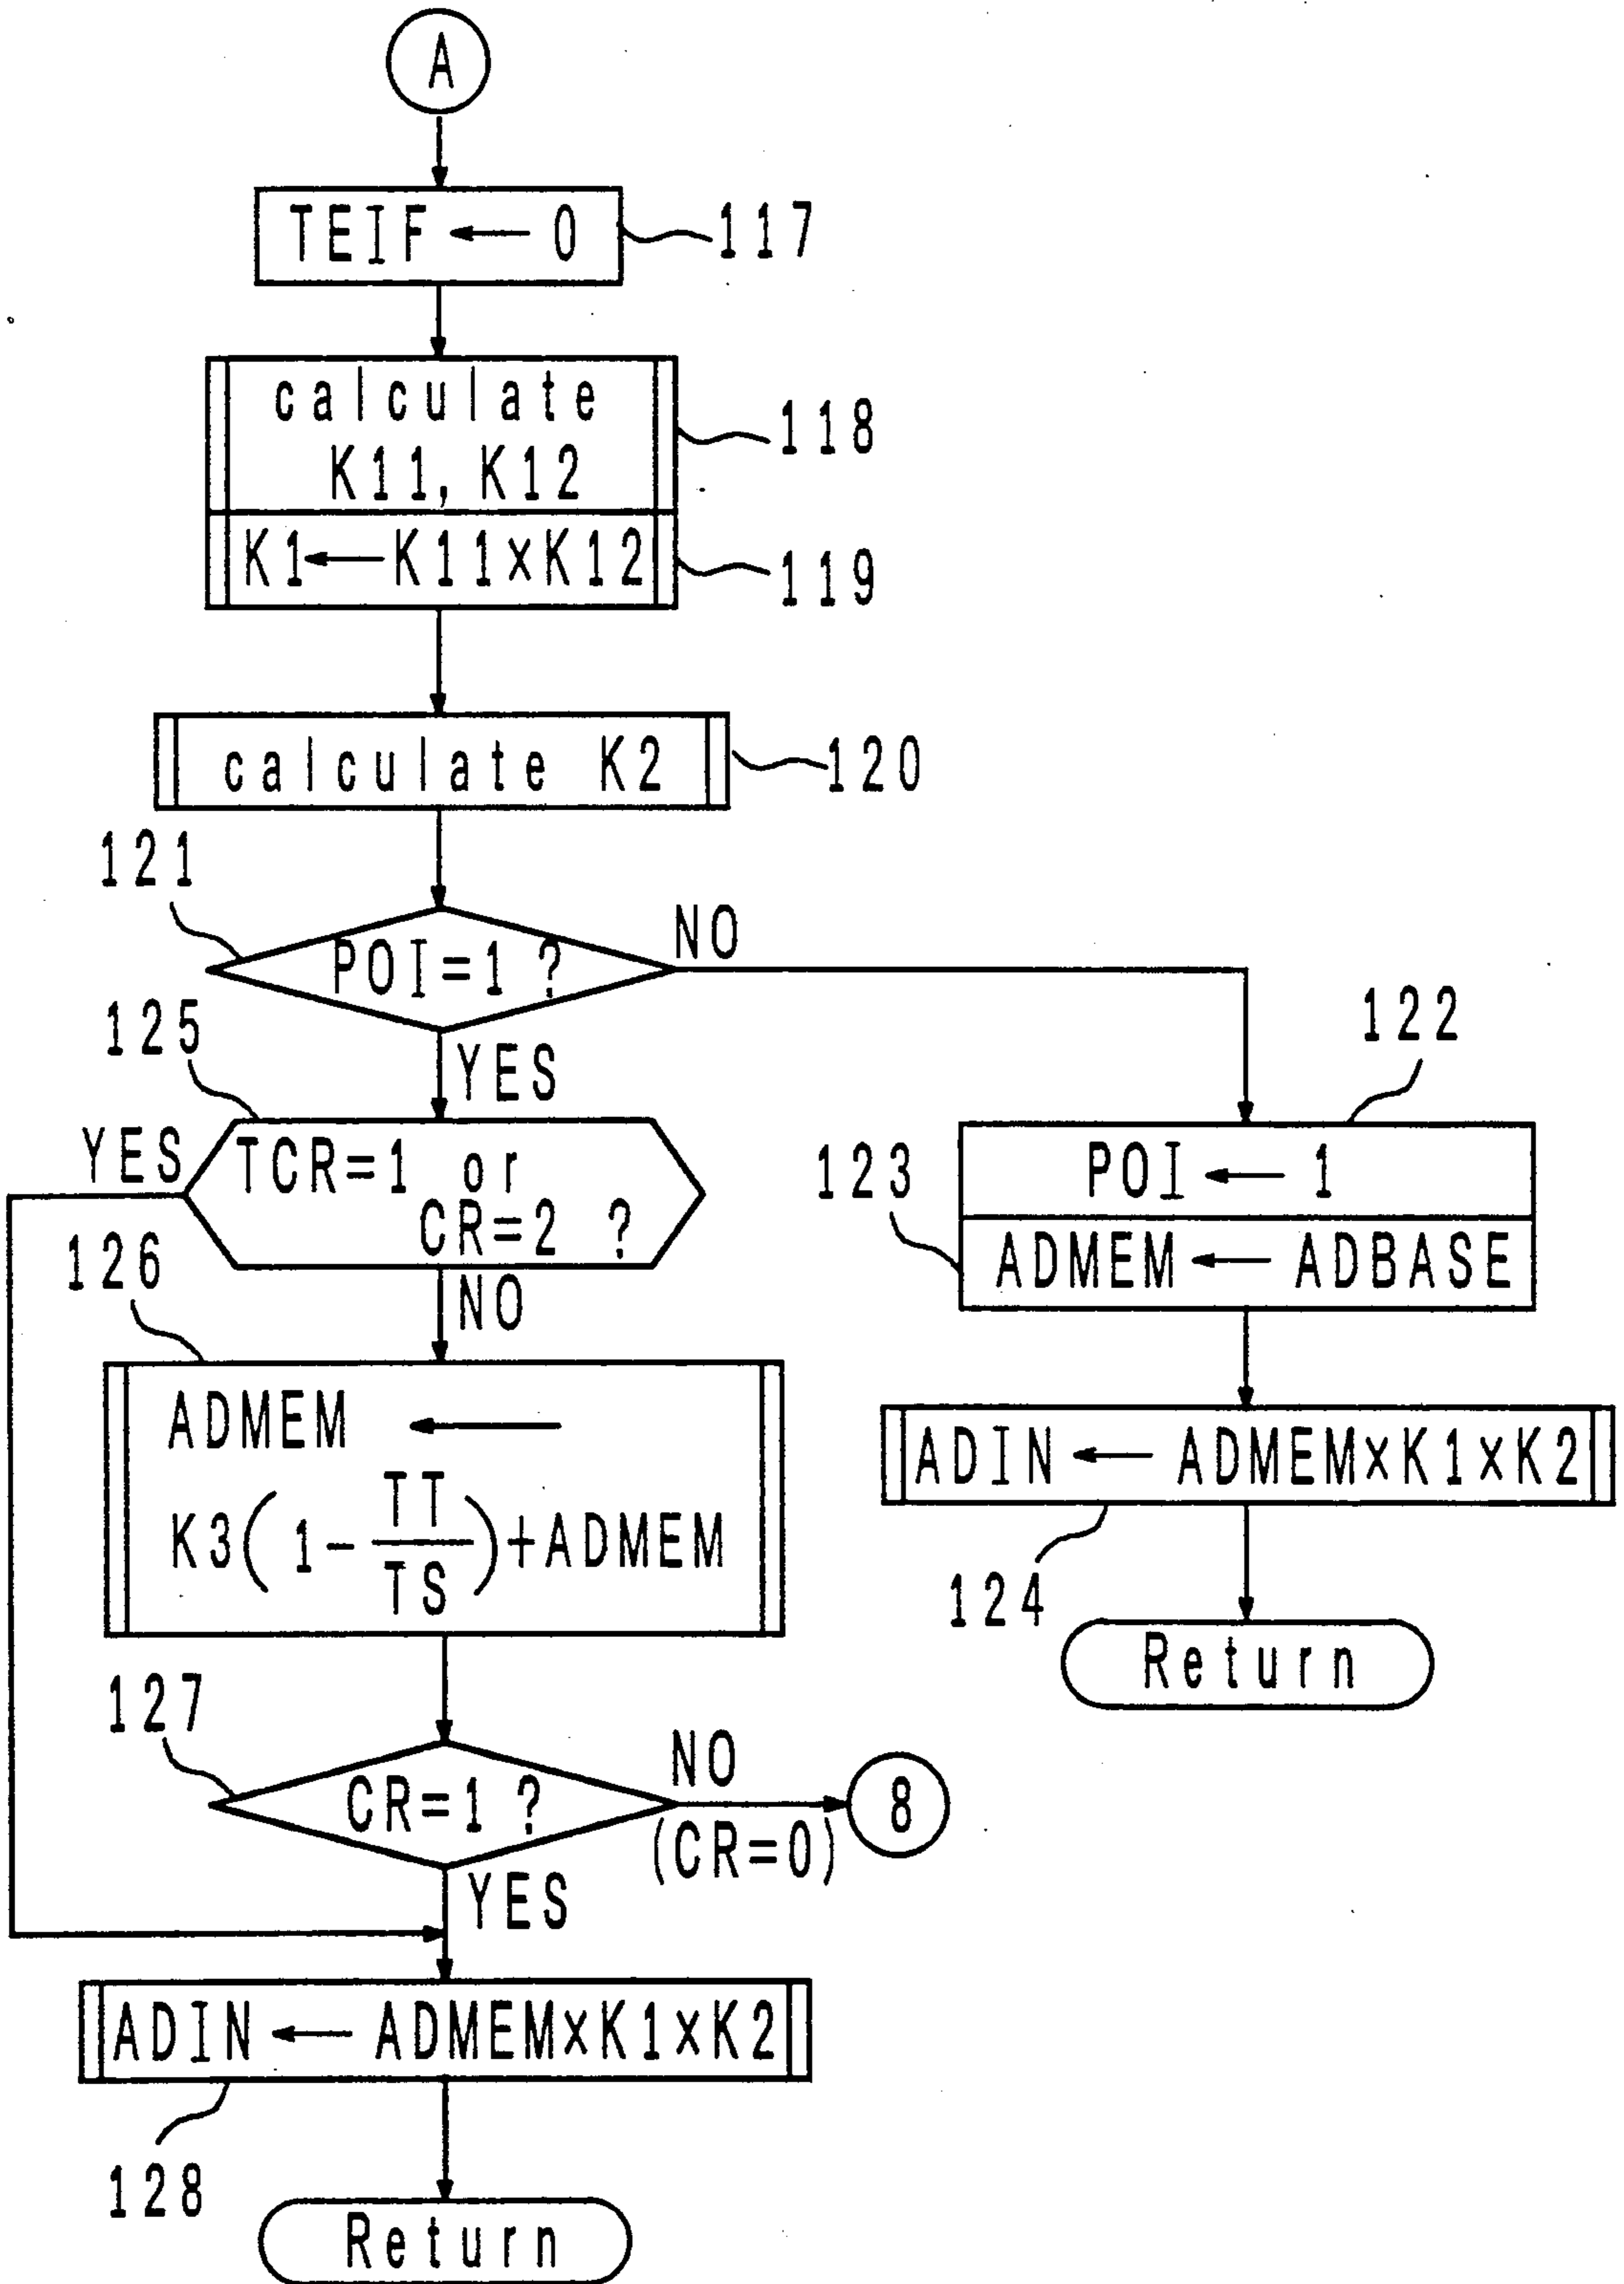 A
TEIF ← 0
117
calculate
K11, K12
118
K1 ← K11×K12
119
calculate K2
120
121
POI=1 ?
NO
YES
122
POI ← 1
123
ADMEM ← ADBASE
ADIN ← ADMEM×K1×K2
124
Return
125
YES
TCR=1 or
CR=2 ?
NO
126
ADMEM ←
K3(1-TT/TS)+ADMEM
127
CR=1 ?
NO
(CR=0)
8
YES
ADIN ← ADMEM×K1×K2
128
Return